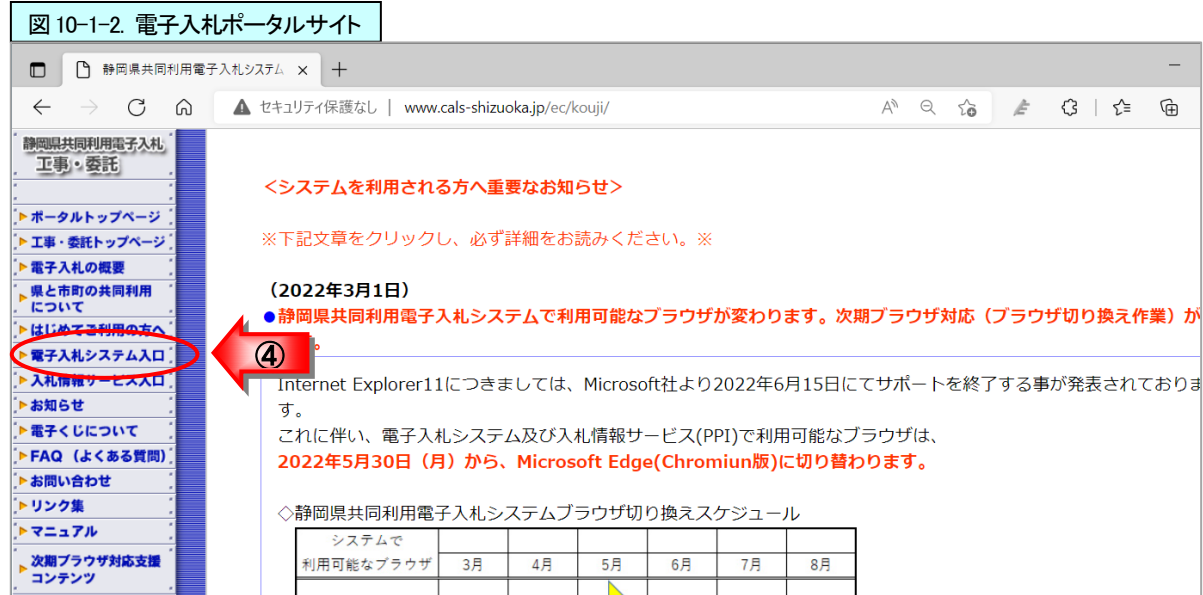 図 10-1-2. 電子入札ポータルサイト
静岡県共同利用電子入札システム
セキュリティ保護なし | www.cals-shizuoka.jp/ec/kouji/
静岡県共同利用電子入札
工事・委託
ポータルトップページ
工事・委託トップページ
電子入札の概要
県と市町の共同利用
について
はじめてご利用の方へ
電子入札システム入口
入札情報サービス入口
お知らせ
電子くじについて
FAQ（よくある質問）
お問い合わせ
リンク集
マニュアル
次期ブラウザ対応支援
コンテンツ
④
＜システムを利用される方へ重要なお知らせ＞
※下記文章をクリックし、必ず詳細をお読みください。※
（2022年3月1日）
●静岡県共同利用電子入札システムで利用可能なブラウザが変わります。次期ブラウザ対応（ブラウザ切り換え作業）が
。
Internet Explorer11につきましては、Microsoft社より2022年6月15日にてサポートを終了する事が発表されておりま
す。
これに伴い、電子入札システム及び入札情報サービス(PPI)で利用可能なブラウザは、
2022年5月30日（月）から、Microsoft Edge(Chromiun版)に切り替わります。
◇静岡県共同利用電子入札システムブラウザ切り換えスケジュール
システムで
利用可能なブラウザ 3月 4月 5月 6月 7月 8月